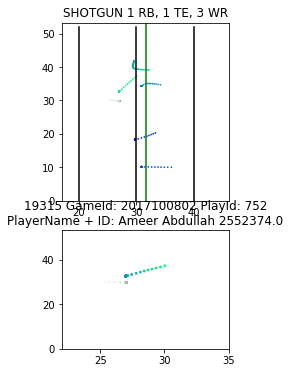 SHOTGUN 1 RB, 1 TE, 3 WR
50
40
30
20
10
0
20 30 40
19315 GameId: 2017100802 PlayId: 752
PlayerName + ID: Ameer Abdullah 2552374.0
40
20
0
25 30 35